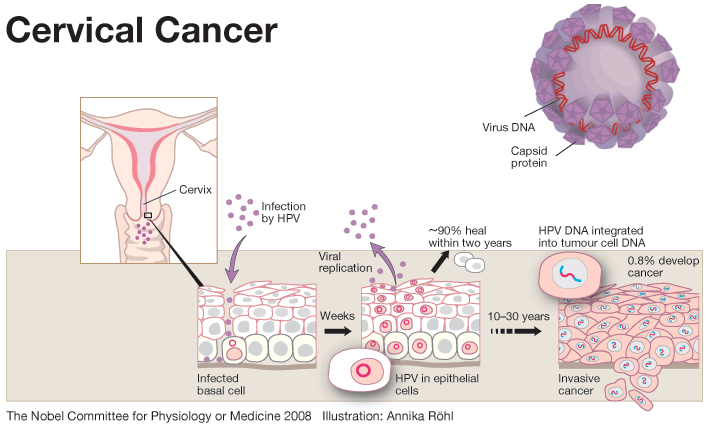 Cervical Cancer
Virus DNA
Capsid
protein
Cervix
Infection
by HPV
Viral
replication
~90% heal
within two years
HPV DNA integrated
into tumour cell DNA
0.8% develop
cancer
Weeks
10–30 years
Infected
basal cell
HPV in epithelial
cells
Invasive
cancer
The Nobel Committee for Physiology or Medicine 2008 Illustration: Annika Röhl